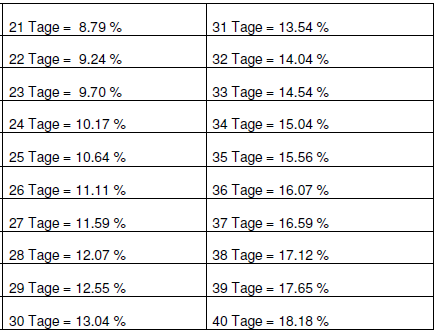 21 Tage =  8.79 % 31 Tage = 13.54 %
22 Tage =  9.24 % 32 Tage = 14.04 %
23 Tage =  9.70 % 33 Tage = 14.54 %
24 Tage = 10.17 % 34 Tage = 15.04 %
25 Tage = 10.64 % 35 Tage = 15.56 %
26 Tage = 11.11 % 36 Tage = 16.07 %
27 Tage = 11.59 % 37 Tage = 16.59 %
28 Tage = 12.07 % 38 Tage = 17.12 %
29 Tage = 12.55 % 39 Tage = 17.65 %
30 Tage = 13.04 % 40 Tage = 18.18 %